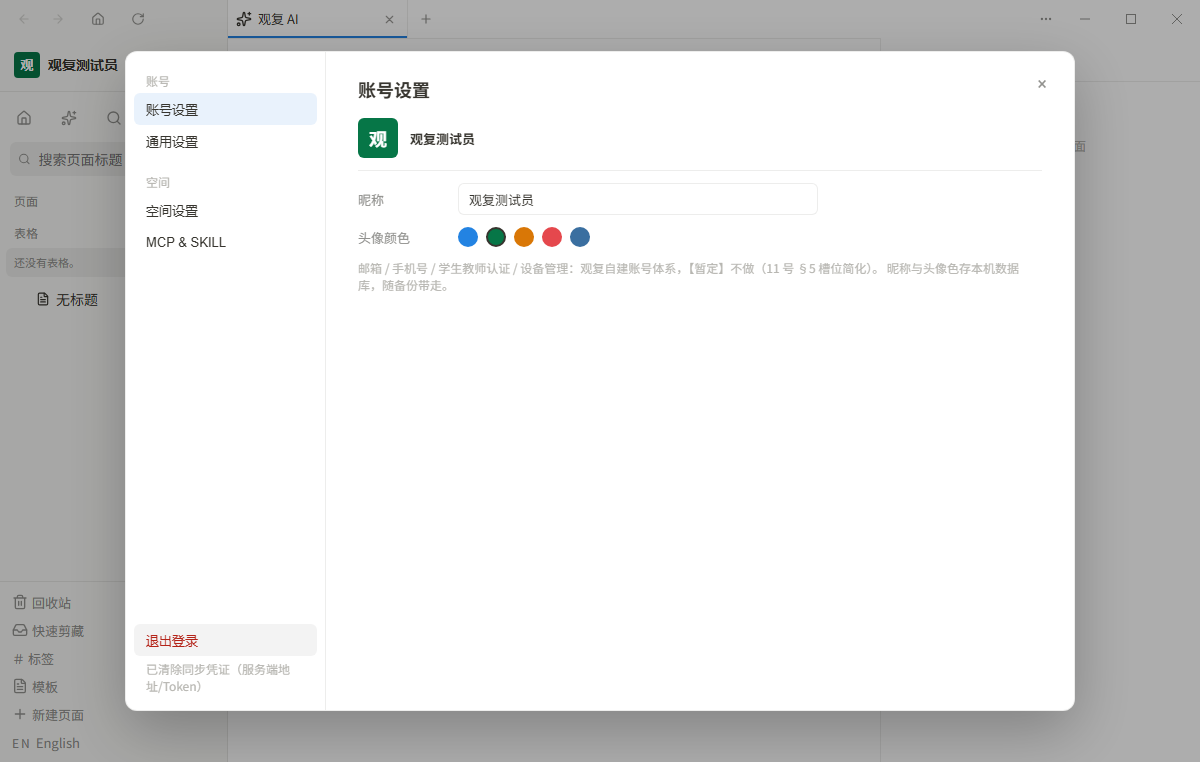 观复 AI
观 观复测试员
搜索页面标题
页面
表格
还没有表格。
无标题
回收站
快速剪藏
# 标签
模板
新建页面
EN English
账号
账号设置
通用设置
空间
空间设置
MCP & SKILL
退出登录
已清除同步凭证（服务端地
址/Token）
账号设置
观 观复测试员
昵称 观复测试员
头像颜色
邮箱 / 手机号 / 学生教师认证 / 设备管理：观复自建账号体系，【暂定】不做（11 号 §5 槽位简化）。 昵称与头像色存本机数据
库，随备份带走。
面